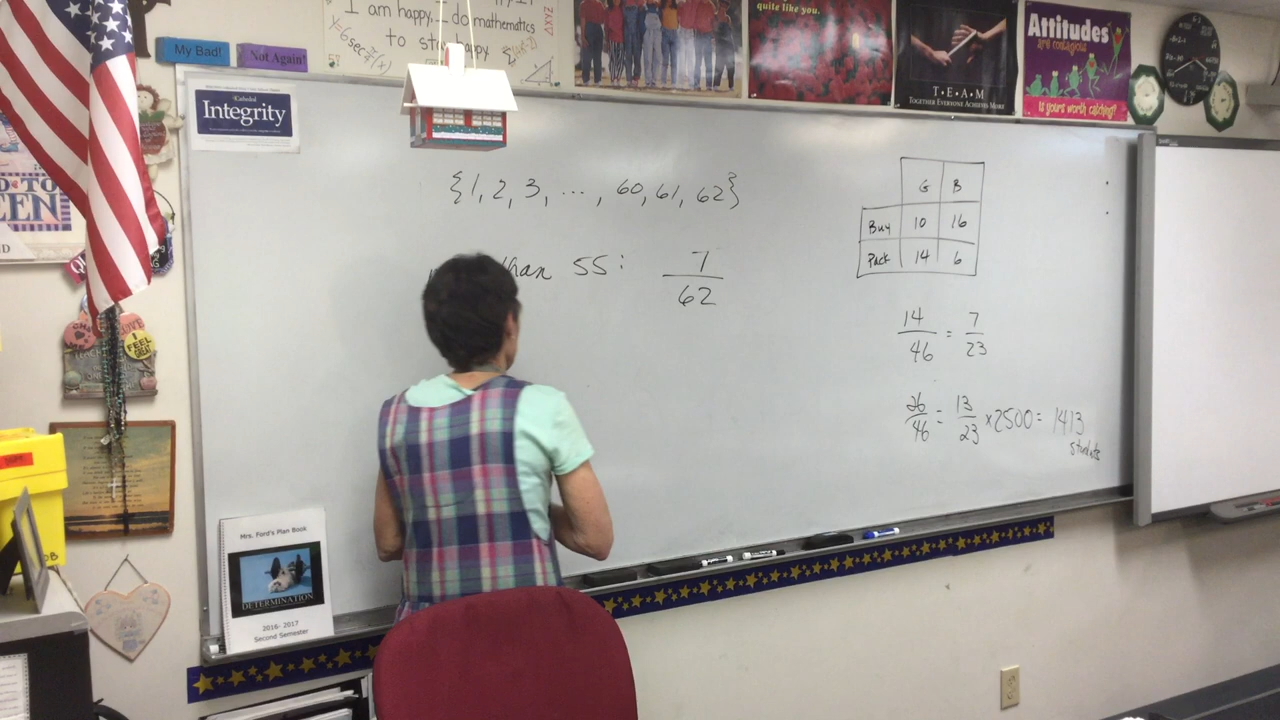 My Bad!
Not Again!
I am happy, I do mathematics
to stay happy.
quite like you.
T·E·A·M
TOGETHER EVERYONE ACHIEVES MORE
Attitudes
are contagious
Is yours worth catching?
Integrity
{1, 2, 3, ..., 60, 61, 62}
than 55: 7
62
G B
Buy 10 16
Pack 14 6
14/46 = 7/23
26/46 = 13/23 × 2500 = 1413
students
I
FEEL
GREAT
Mrs. Ford's Plan Book
DETERMINATION
2016- 2017
Second Semester